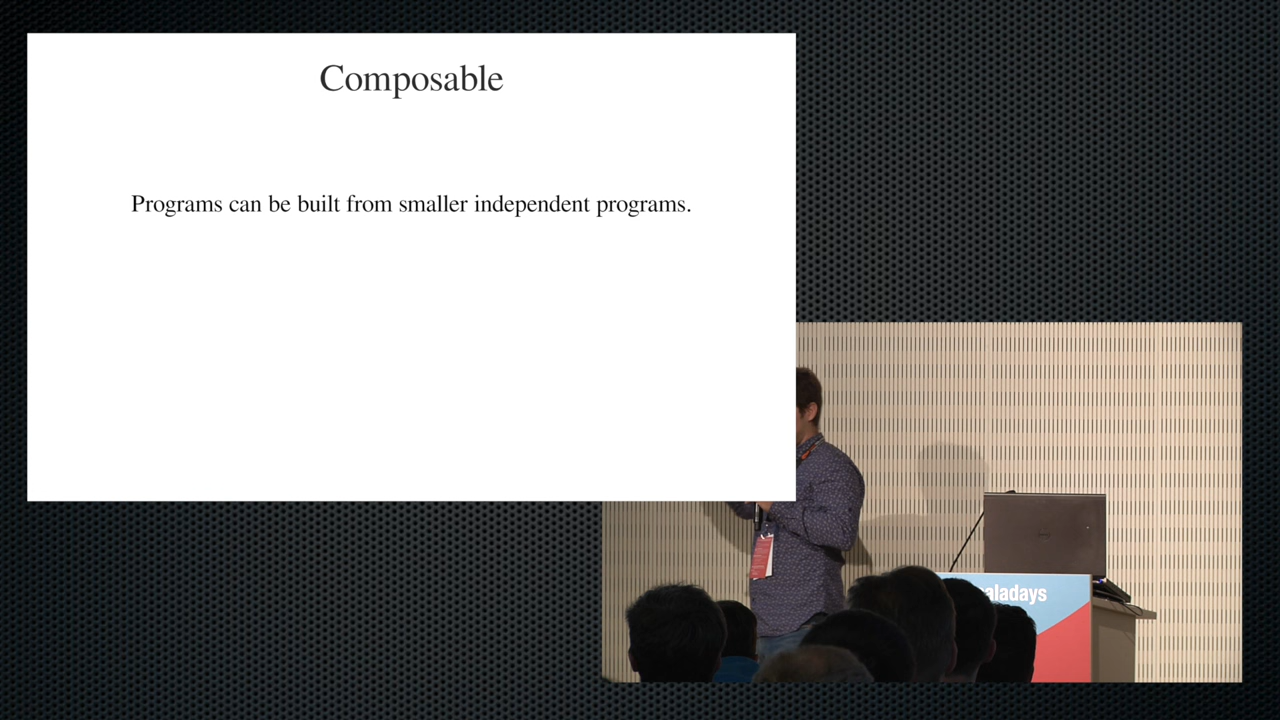 Composable
Programs can be built from smaller independent programs.
aladays